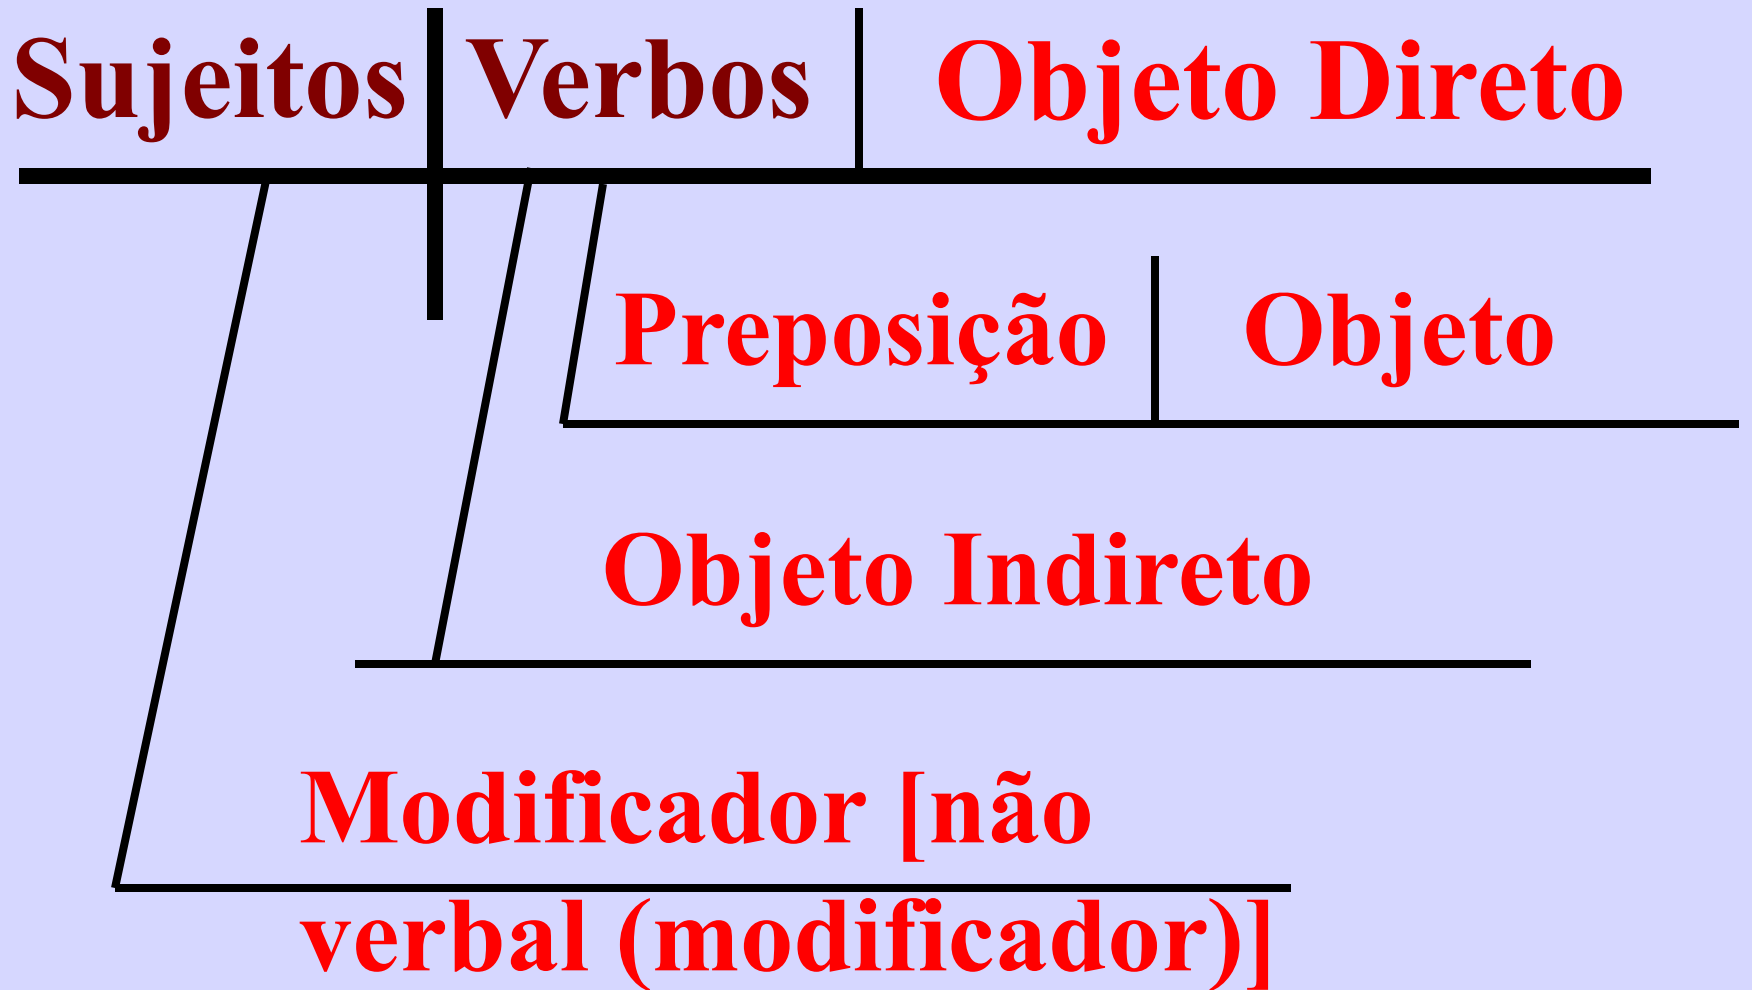 Sujeitos Verbos Objeto Direto
Preposição Objeto
Objeto Indireto
Modificador [não
verbal (modificador)]